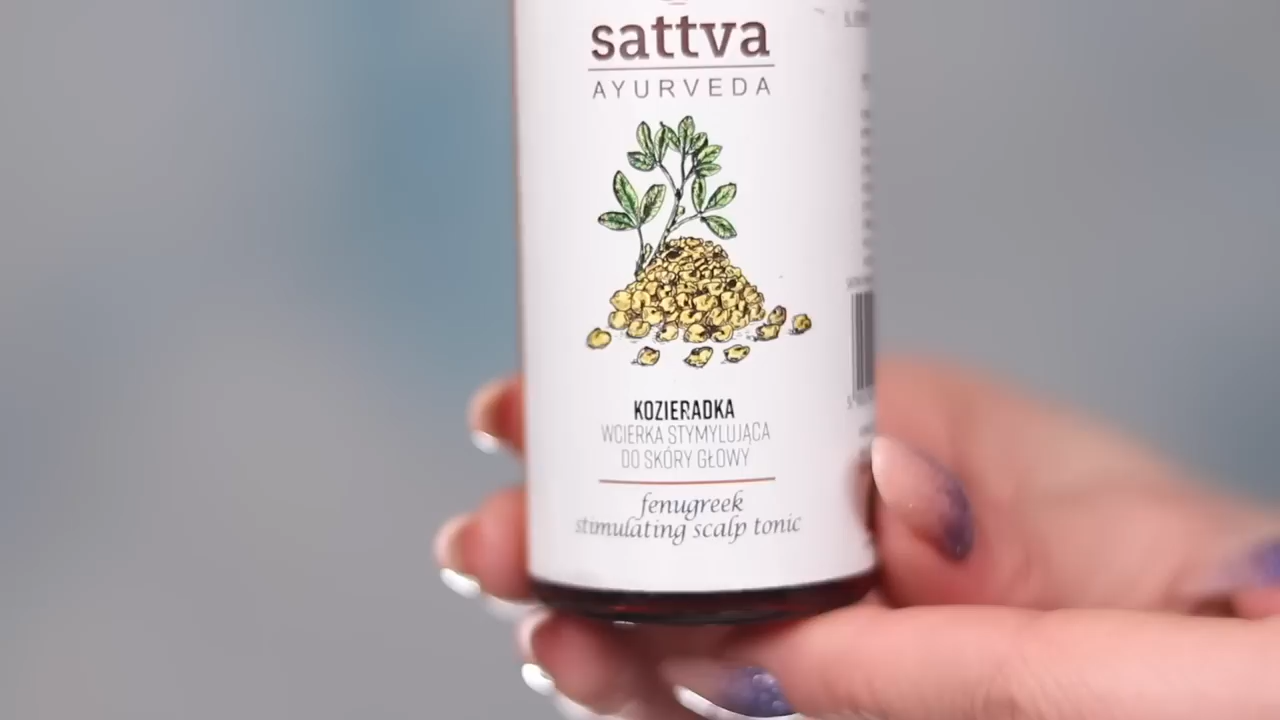 sattva
AYURVEDA
KOZIERADKA
WCIERKA STYMYLUJĄCA
DO SKÓRY GŁOWY
fenugreek
stimulating scalp tonic